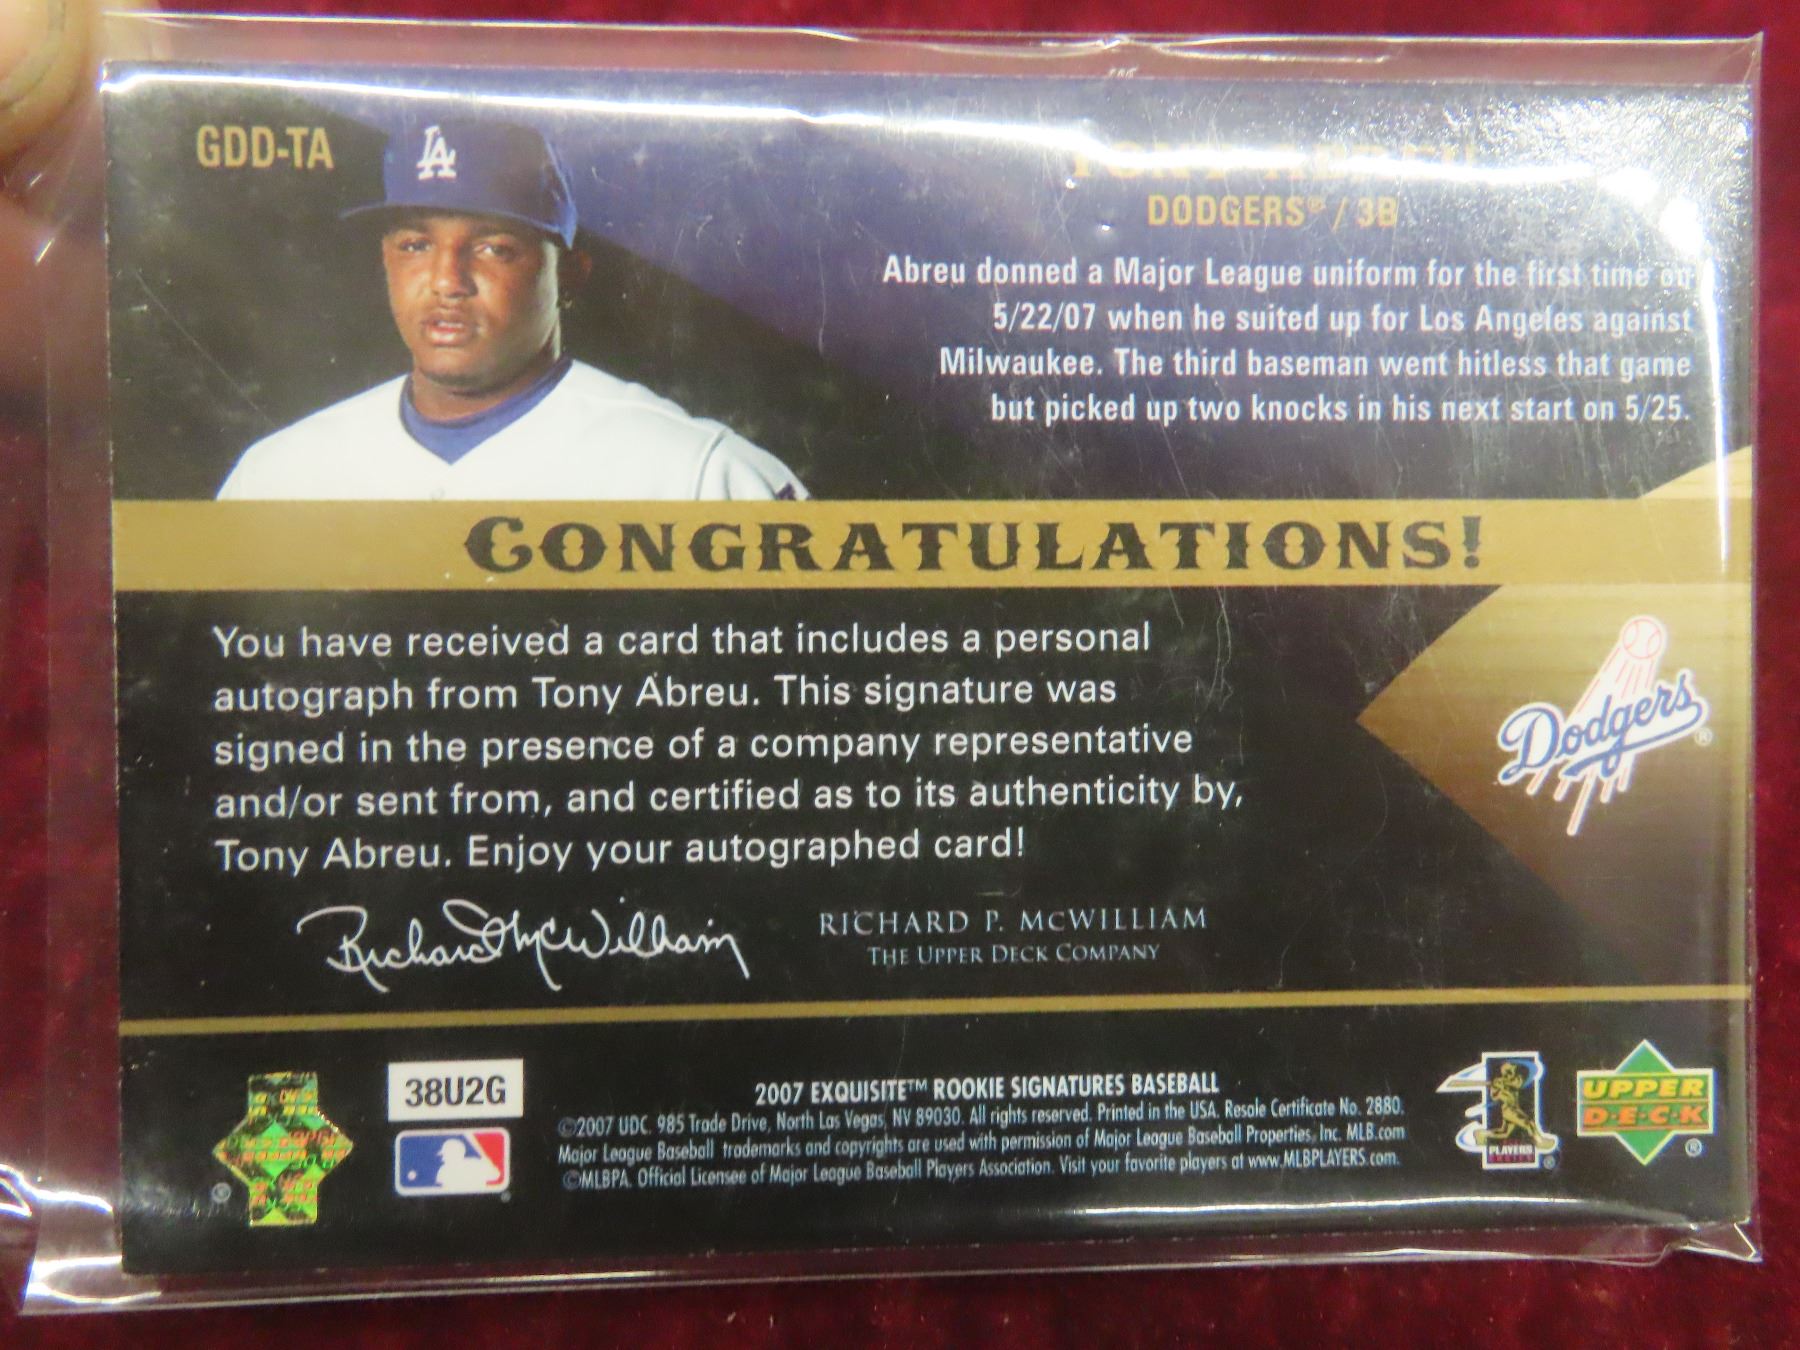 GDD-TA
LA
TONY ABREU
DODGERS® / 3B
Abreu donned a Major League uniform for the first time on
5/22/07 when he suited up for Los Angeles against
Milwaukee. The third baseman went hitless that game
but picked up two knocks in his next start on 5/25.
CONGRATULATIONS!
You have received a card that includes a personal
autograph from Tony Abreu. This signature was
signed in the presence of a company representative
and/or sent from, and certified as to its authenticity by,
Tony Abreu. Enjoy your autographed card!
Dodgers®
Richard McWilliam
RICHARD P. McWILLIAM
THE UPPER DECK COMPANY
38U2G
2007 EXQUISITE™ ROOKIE SIGNATURES BASEBALL
©2007 UDC. 985 Trade Drive, North Las Vegas, NV 89030. All rights reserved. Printed in the USA. Resale Certificate No. 2880.
Major League Baseball trademarks and copyrights are used with permission of Major League Baseball Properties, Inc. MLB.com
©MLBPA. Official Licensee of Major League Baseball Players Association. Visit your favorite players at www.MLBPLAYERS.com.
PLAYERS
UPPER
D·E·C·K
®